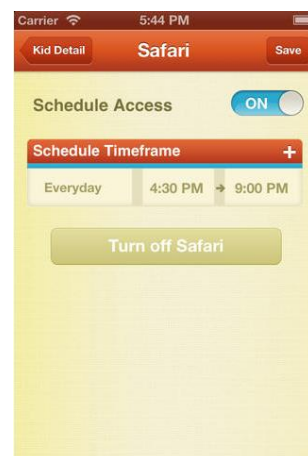 Carrier 5:44 PM
Kid Detail Safari Save
Schedule Access ON
Schedule Timeframe +
Everyday 4:30 PM → 9:00 PM
Turn off Safari